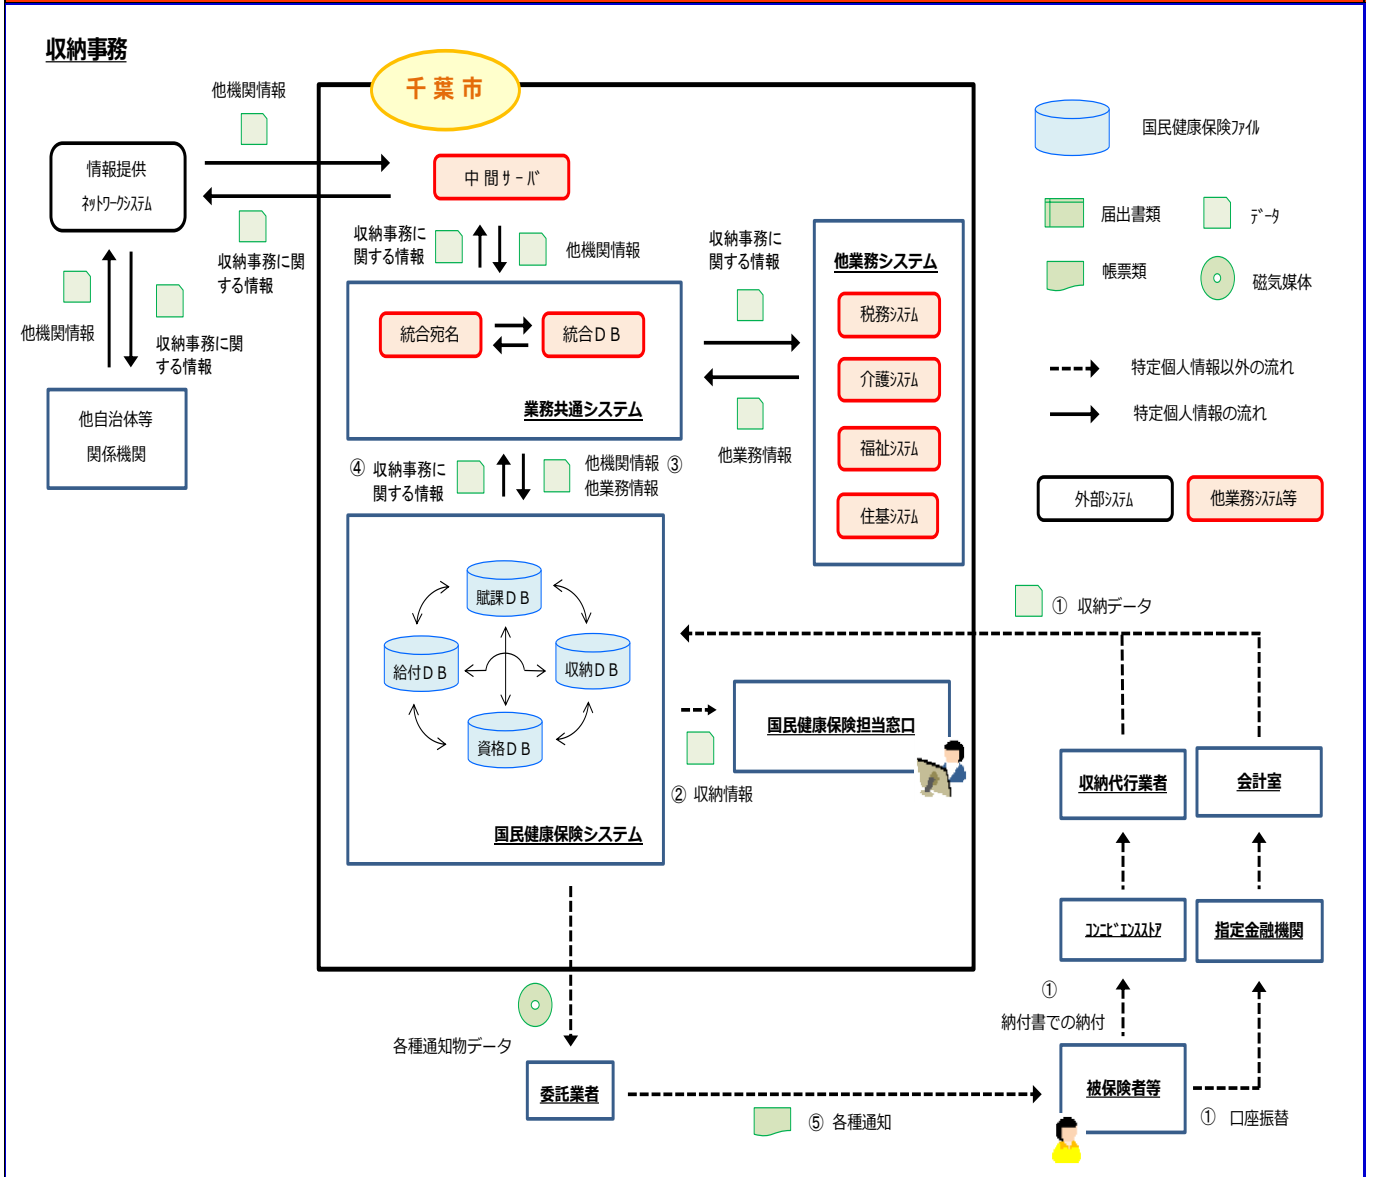 収納事務
千葉市
他機関情報
情報提供
ﾈｯﾄﾜｰｸｼｽﾃﾑ
中間サーバ
収納事務に関
する情報
他機関情報
収納事務に関
する情報
他自治体等
関係機関
収納事務に
関する情報
他機関情報
収納事務に
関する情報
統合宛名
統合ＤＢ
業務共通システム
他業務情報
他業務システム
税務ｼｽﾃﾑ
介護ｼｽﾃﾑ
福祉ｼｽﾃﾑ
住基ｼｽﾃﾑ
国民健康保険ﾌｧｲﾙ
届出書類
ﾃﾞｰﾀ
帳票類
磁気媒体
特定個人情報以外の流れ
特定個人情報の流れ
外部ｼｽﾃﾑ
他業務ｼｽﾃﾑ等
④ 収納事務に
関する情報
他機関情報 ③
他業務情報
賦課ＤＢ
給付ＤＢ
収納ＤＢ
資格ＤＢ
国民健康保険システム
① 収納データ
国民健康保険担当窓口
② 収納情報
収納代行業者
会計室
ｺﾝﾆﾋﾞｴﾝｽｽﾄｱ
指定金融機関
①
納付書での納付
各種通知物データ
委託業者
⑤ 各種通知
被保険者等
① 口座振替